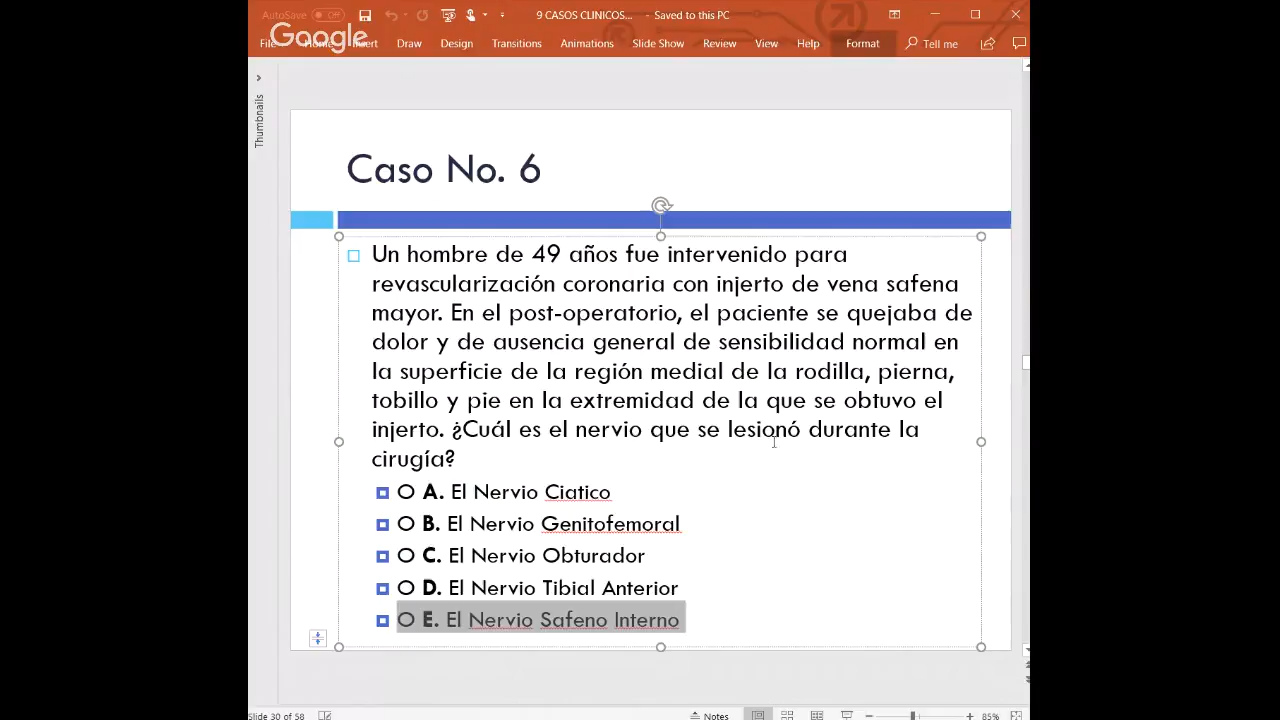 AutoSave Off 9 CASOS CLINICOS... - Saved to this PC
Google
File Home Insert Draw Design Transitions Animations Slide Show Review View Help Format Tell me
Thumbnails
Caso No. 6
Un hombre de 49 años fue intervenido para
revascularización coronaria con injerto de vena safena
mayor. En el post-operatorio, el paciente se quejaba de
dolor y de ausencia general de sensibilidad normal en
la superficie de la región medial de la rodilla, pierna,
tobillo y pie en la extremidad de la que se obtuvo el
injerto. ¿Cuál es el nervio que se lesionó durante la
cirugía?
O A. El Nervio Ciatico
O B. El Nervio Genitofemoral
O C. El Nervio Obturador
O D. El Nervio Tibial Anterior
O E. El Nervio Safeno Interno
Slide 30 of 58 Notes 85%